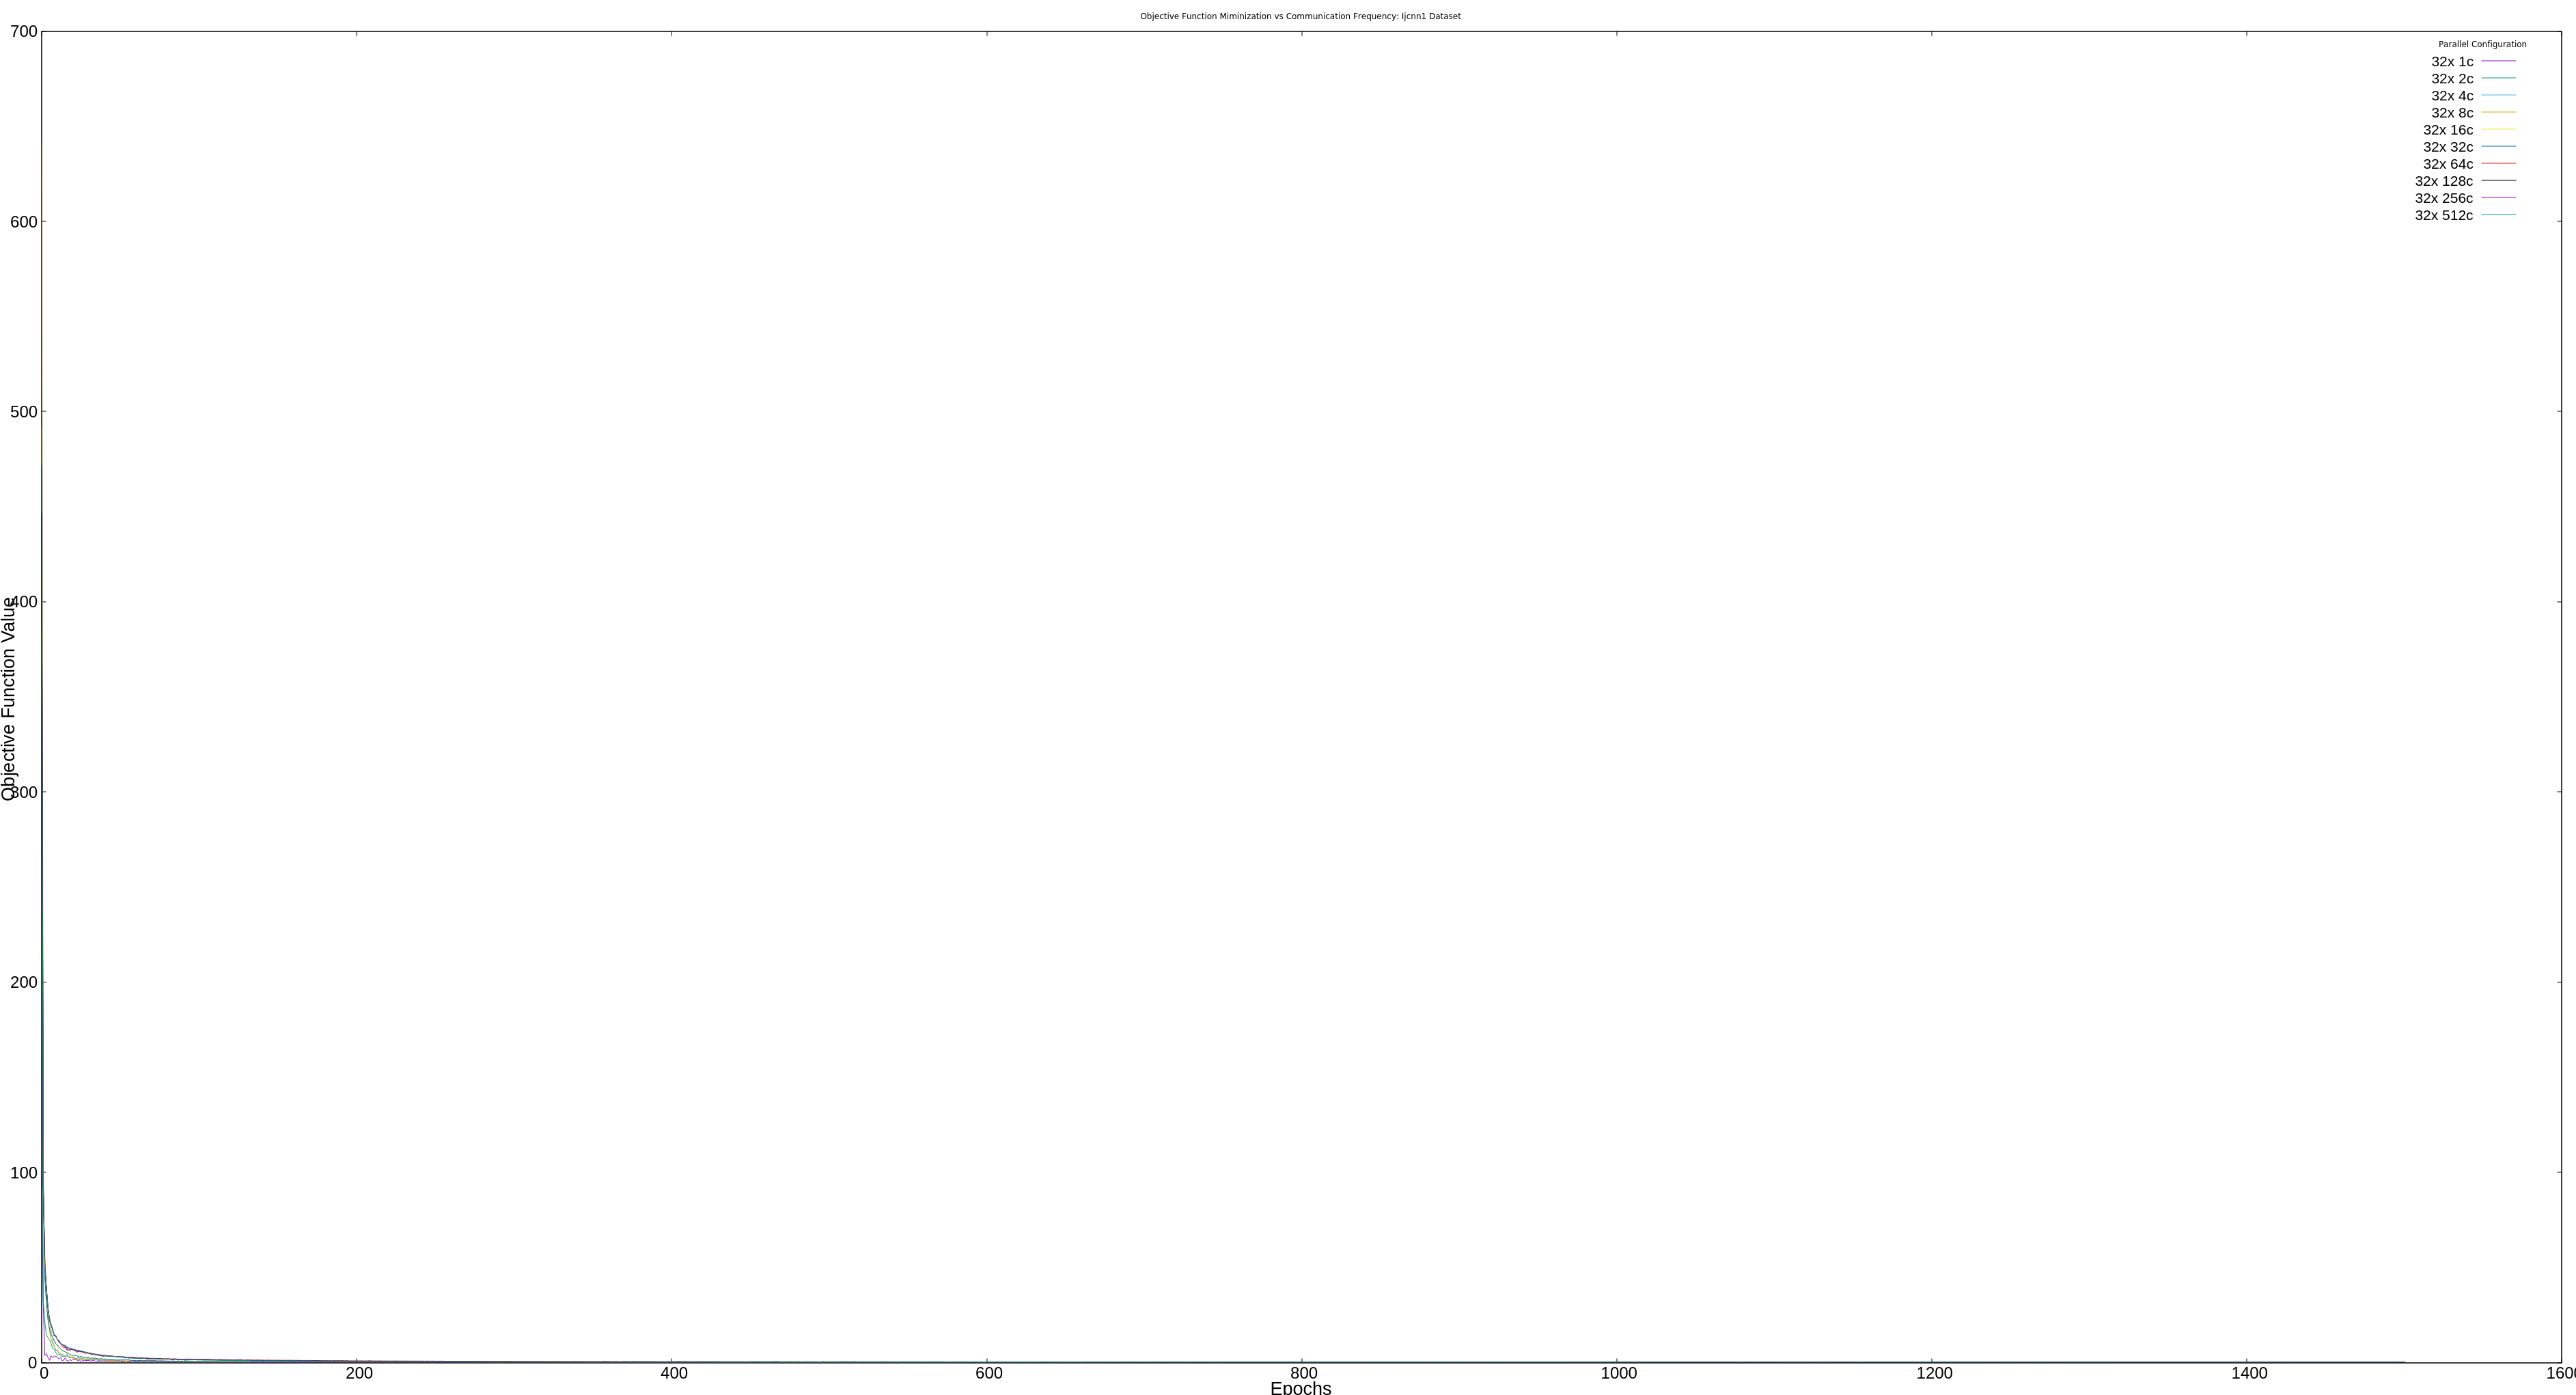 Objective Function Miminization vs Communication Frequency: Ijcnn1 Dataset
Parallel Configuration
32x 1c
32x 2c
32x 4c
32x 8c
32x 16c
32x 32c
32x 64c
32x 128c
32x 256c
32x 512c
700
600
500
400
300
200
100
0
Objective Function Value
0 200 400 600 800 1000 1200 1400 160
Epochs